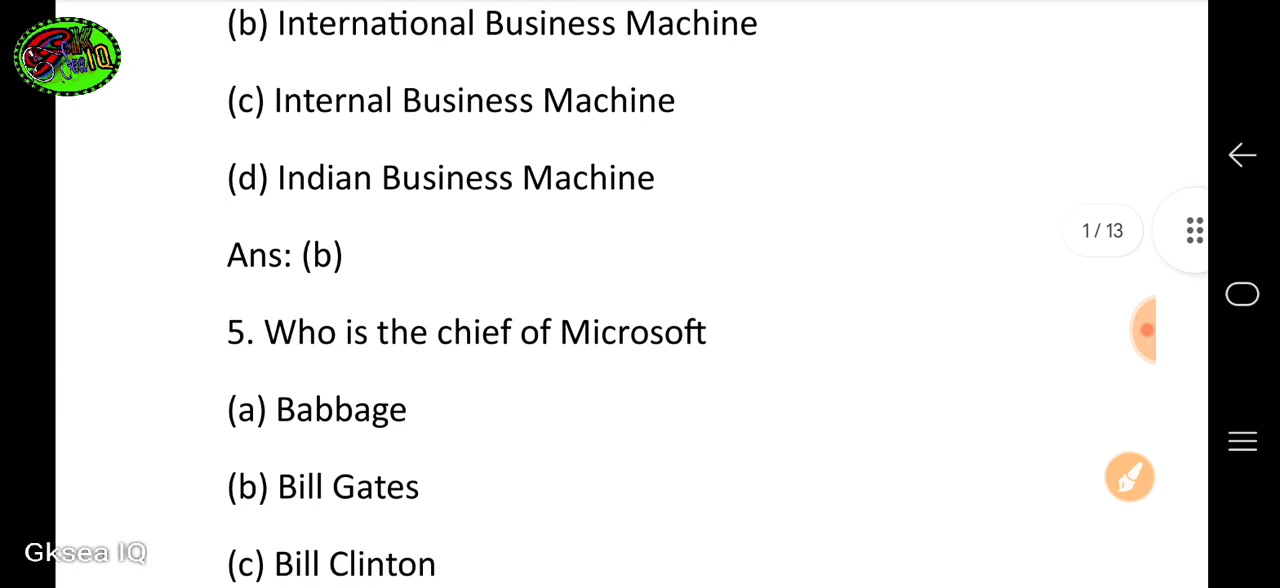 (b) International Business Machine
(c) Internal Business Machine
(d) Indian Business Machine
Ans: (b)
1 / 13
5. Who is the chief of Microsoft
(a) Babbage
(b) Bill Gates
(c) Bill Clinton
Gksea IQ